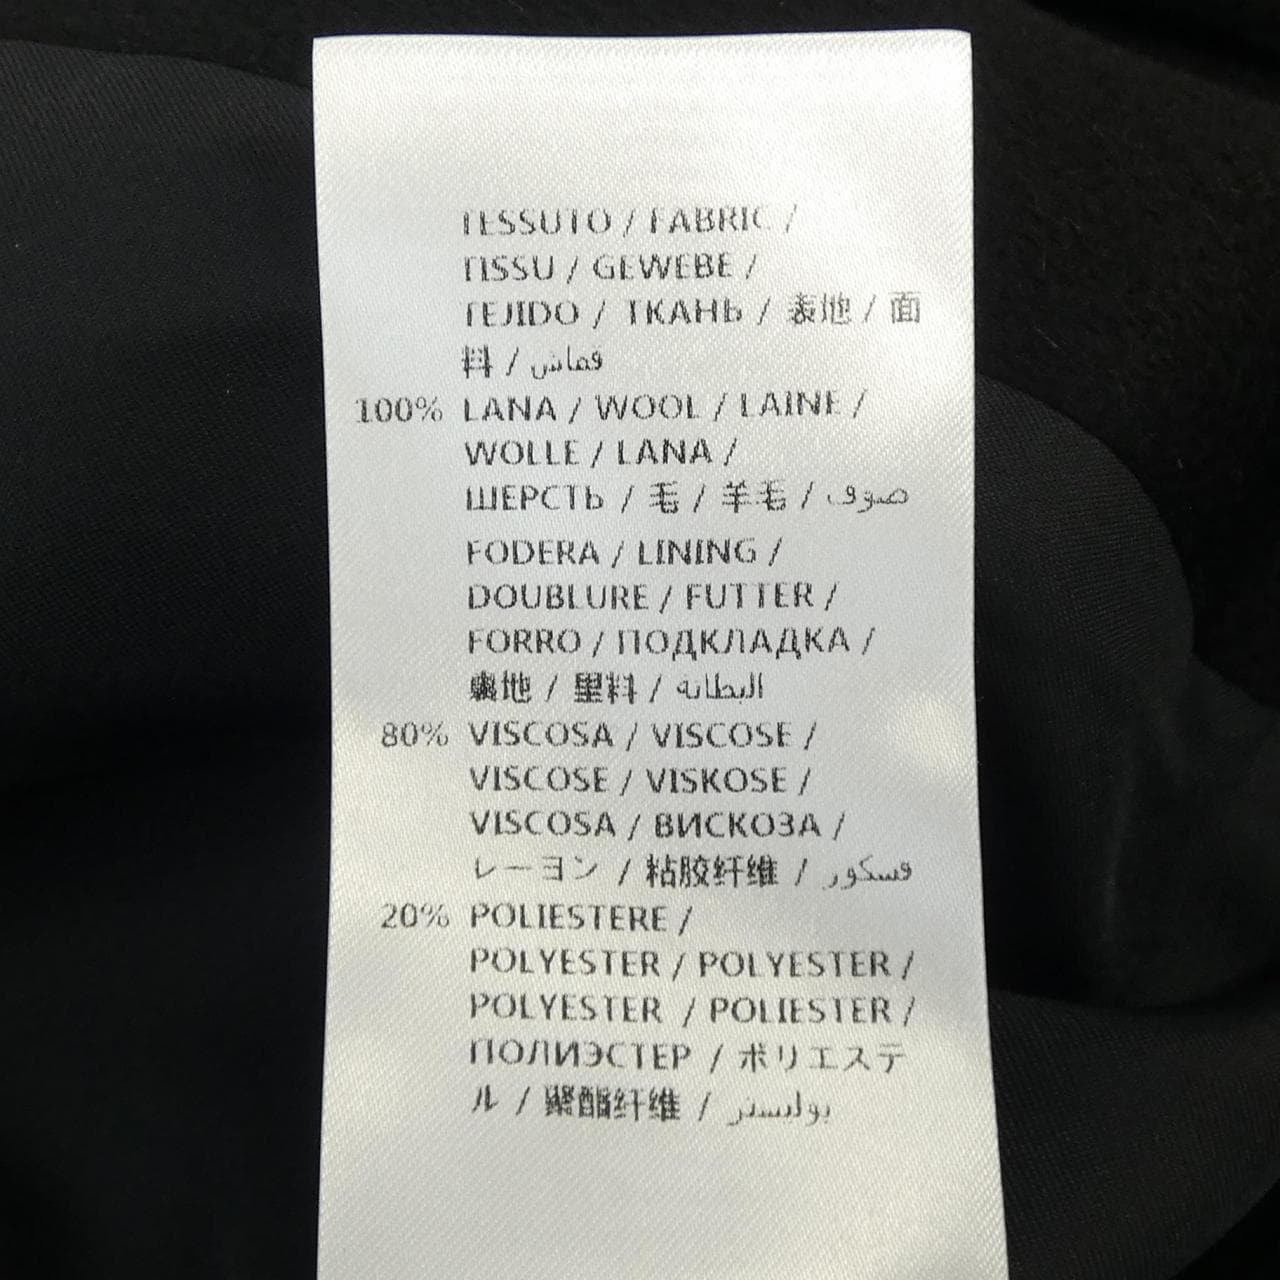 TESSUTO / FABRIC /
TISSU / GEWEBE /
TEJIDO / ТКАНЬ / 表地 / 面
料 / قماش
100% LANA / WOOL / LAINE /
WOLLE / LANA /
ШЕРСТЬ / 毛 / 羊毛 / صوف
FODERA / LINING /
DOUBLURE / FUTTER /
FORRO / ПОДКЛАДКА /
裏地 / 里料 / البطانه
80% VISCOSA / VISCOSE /
VISCOSE / VISKOSE /
VISCOSA / ВИСКОЗА /
レーヨン / 粘胶纤维 / فسكور
20% POLIESTERE /
POLYESTER / POLYESTER /
POLYESTER / POLIESTER /
ПОЛИЭСТЕР / ポリエステ
ル / 聚酯纤维 / بوليستر